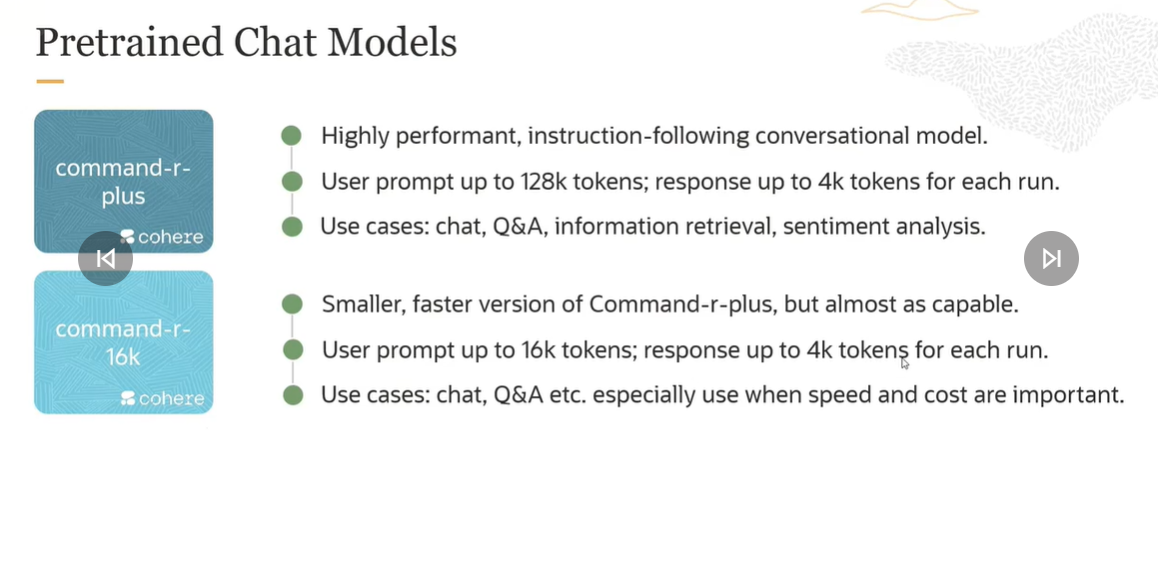 Pretrained Chat Models
command-r-
plus
cohere
Highly performant, instruction-following conversational model.
User prompt up to 128k tokens; response up to 4k tokens for each run.
Use cases: chat, Q&A, information retrieval, sentiment analysis.
command-r-
16k
cohere
Smaller, faster version of Command-r-plus, but almost as capable.
User prompt up to 16k tokens; response up to 4k tokens for each run.
Use cases: chat, Q&A etc. especially use when speed and cost are important.